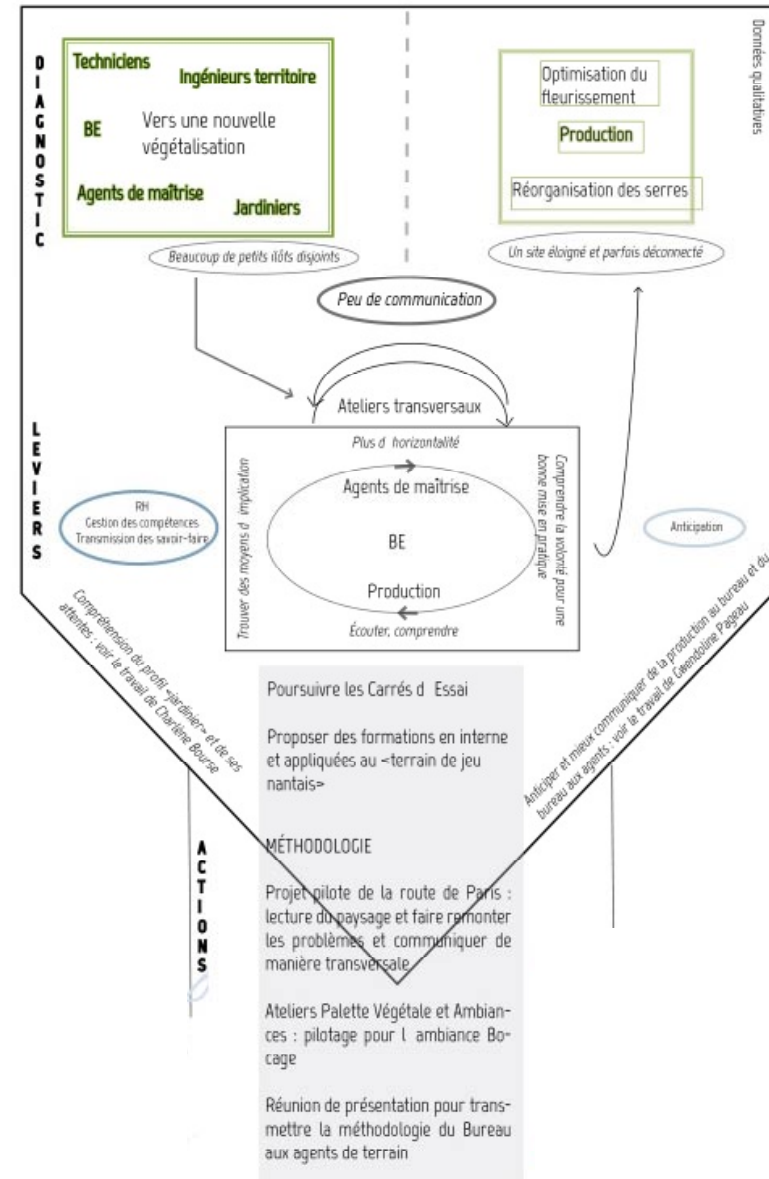 DIAGNOSTIC
Techniciens
Ingénieurs territoire
BE
Vers une nouvelle
végétalisation
Agents de maîtrise
Jardiniers
Optimisation du
fleurissement
Production
Réorganisation des serres
Données qualitatives
Beaucoup de petits îlôts disjoints
Un site éloigné et parfois déconnecté
Peu de communication
LEVIERS
Ateliers transversaux
Plus d horizontalité
Trouver des moyens d implication
Agents de maîtrise
BE
Production
Écouter, comprendre
Comprendre la volonié pour une
bonne mise en pratique
RH
Gestion des compétences
Transmission des savoir-faire
Anticipation
Compréhension du profil «jardinier» et de ses
attentes : voir le travail de Charlène Bourse
Anticiper et mieux communiquer de la production au bureau et du
bureau aux agents : voir le travail de Gwendoline Pageau
ACTIONS
Poursuivre les Carrés d Essai
Proposer des formations en interne
et appliquées au «terrain de jeu
nantais»
MÉTHODOLOGIE
Projet pilote de la route de Paris :
lecture du paysage et faire remonter
les problèmes et communiquer de
manière transversale
Ateliers Palette Végétale et Ambian-
ces : pilotage pour l ambiance Bo-
cage
Réunion de présentation pour trans-
mettre la méthodologie du Bureau
aux agents de terrain